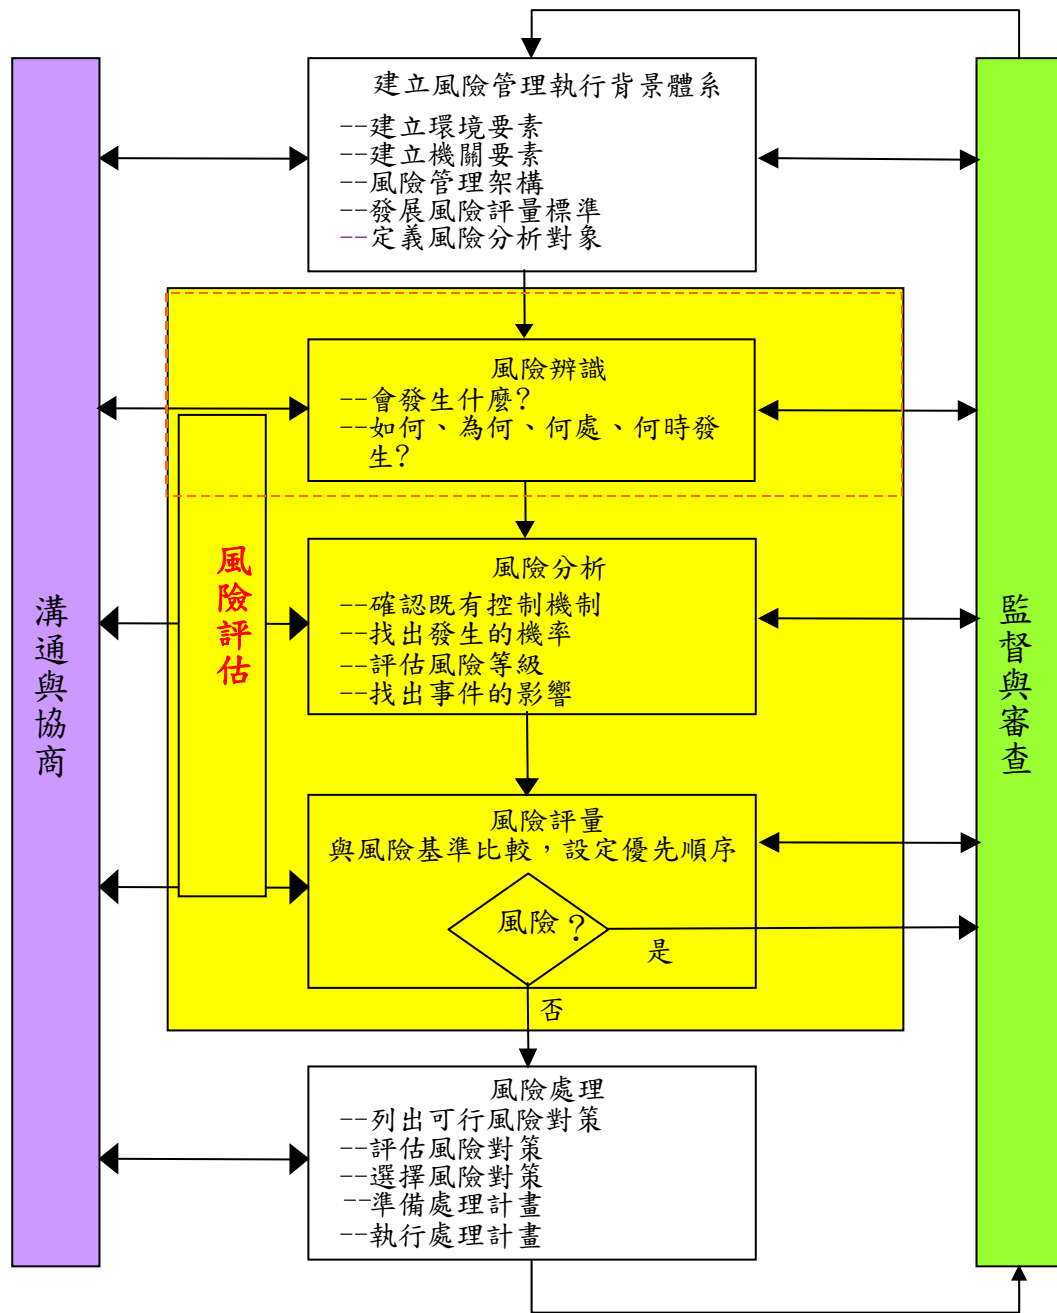 建立風險管理執行背景體系
--建立環境要素
--建立機關要素
--風險管理架構
--發展風險評量標準
--定義風險分析對象
風險辨識
--會發生什麼?
--如何、為何、何處、何時發
生?
風險評估
風險分析
--確認既有控制機制
--找出發生的機率
--評估風險等級
--找出事件的影響
溝通與協商
監督與審查
風險評量
與風險基準比較，設定優先順序
風險?
是
否
風險處理
--列出可行風險對策
--評估風險對策
--選擇風險對策
--準備處理計畫
--執行處理計畫